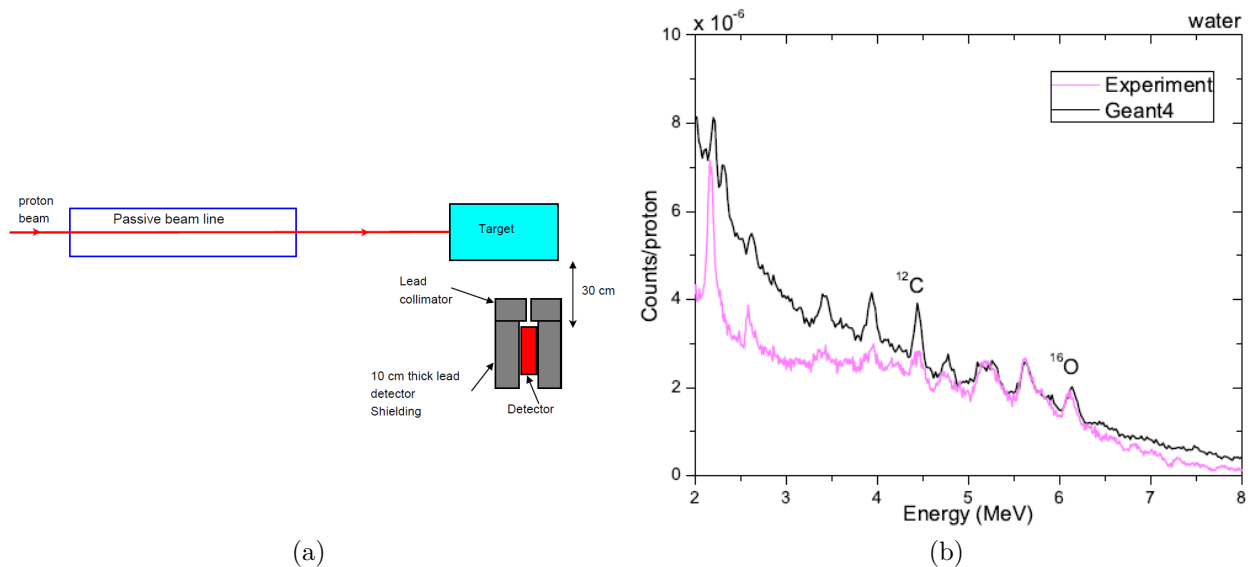 proton
beam
Passive beam line
Target
Lead
collimator
30 cm
10 cm thick lead
detector
Shielding
Detector
(a)
x 10⁻⁶
water
10
8
6
4
2
0
Counts/proton
Experiment
Geant4
¹²C
¹⁶O
2 3 4 5 6 7 8
Energy (MeV)
(b)